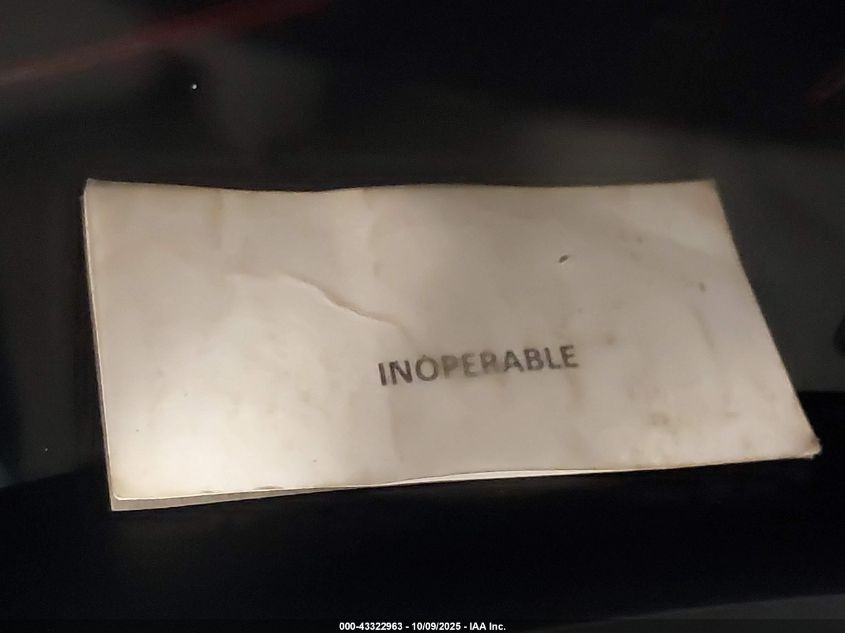 INOPERABLE
000-43322963 - 10/09/2025 - IAA Inc.